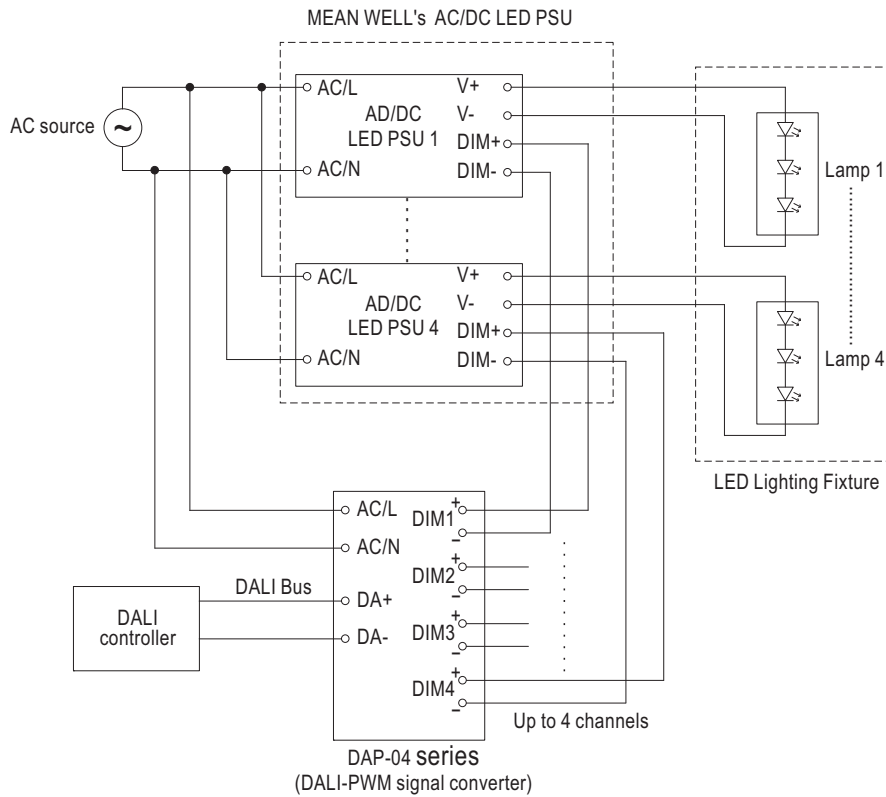 MEAN WELL's AC/DC LED PSU
AC source
~
AC/L
AC/N
AD/DC
LED PSU 1
V+
V-
DIM+
DIM-
Lamp 1
AC/L
AC/N
AD/DC
LED PSU 4
V+
V-
DIM+
DIM-
Lamp 4
LED Lighting Fixture
AC/L
AC/N
DALI Bus
DALI
controller
DA+
DA-
DIM1
+
-
DIM2
+
-
DIM3
+
-
DIM4
+
-
Up to 4 channels
DAP-04 series
(DALI-PWM signal converter)